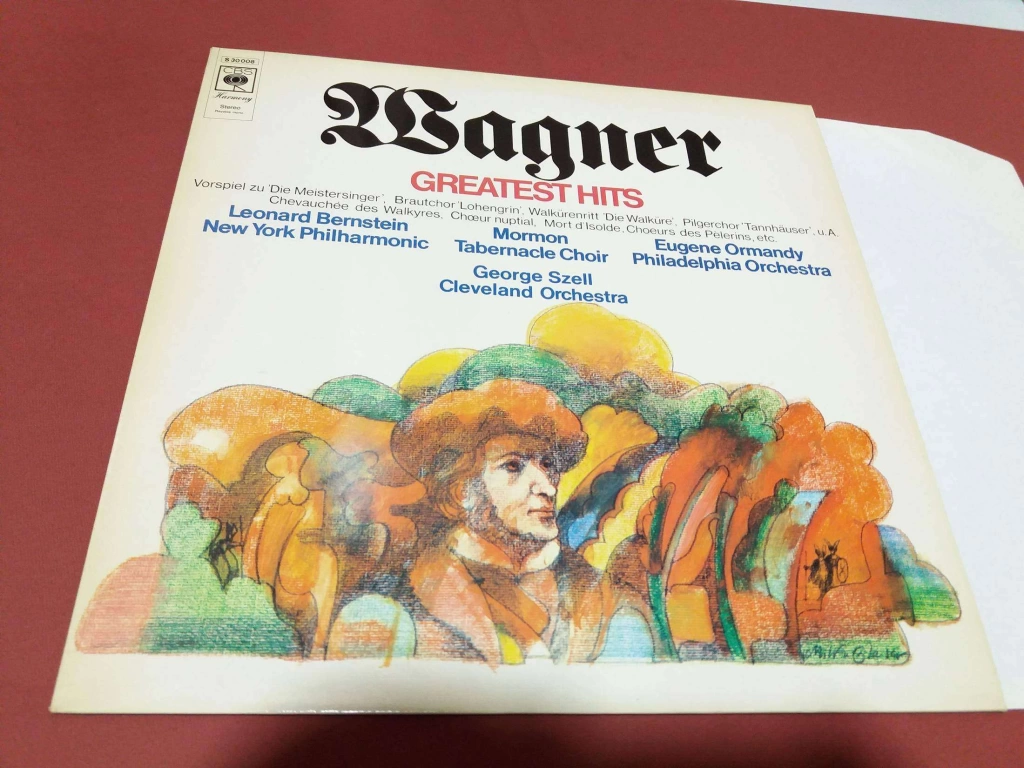 S 30008
CBS
Harmony
Stereo
Wagner
GREATEST HITS
Vorspiel zu 'Die Meistersinger', Brautchor 'Lohengrin', Walkürenritt 'Die Walküre', Pilgerchor 'Tannhäuser', u.A.
Chevauchée des Walkyres, Chœur nuptial, Mort d'Isolde, Choeurs des Pèlerins, etc.
Leonard Bernstein
New York Philharmonic
Mormon
Tabernacle Choir
Eugene Ormandy
Philadelphia Orchestra
George Szell
Cleveland Orchestra